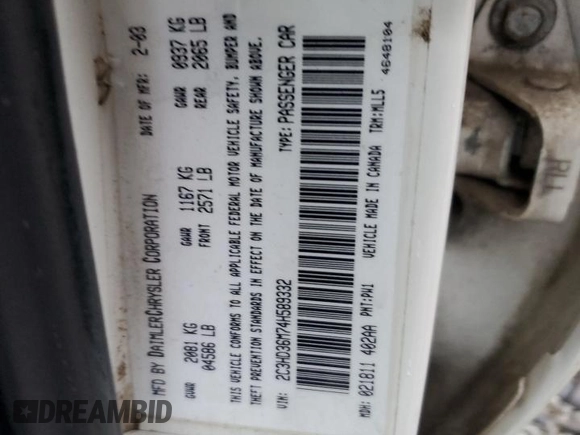 MFD BY DAIMLERCHRYSLER CORPORATION DATE OF MFR 2-03
GVWR 2081 KG GAWR 1167 KG GAWR 0937 KG
04586 LB FRONT 2571 LB REAR 2065 LB
THIS VEHICLE CONFORMS TO ALL APPLICABLE FEDERAL MOTOR VEHICLE SAFETY, BUMPER AND
THEFT PREVENTION STANDARDS IN EFFECT ON THE DATE OF MANUFACTURE SHOWN ABOVE.
VIN: 2C3HD36M74H589332 TYPE: PASSENGER CAR
MDH: 021811 402AA PNT: PW1 VEHICLE MADE IN CANADA TRM: MLL5
4648104
RLL
DREAMBID